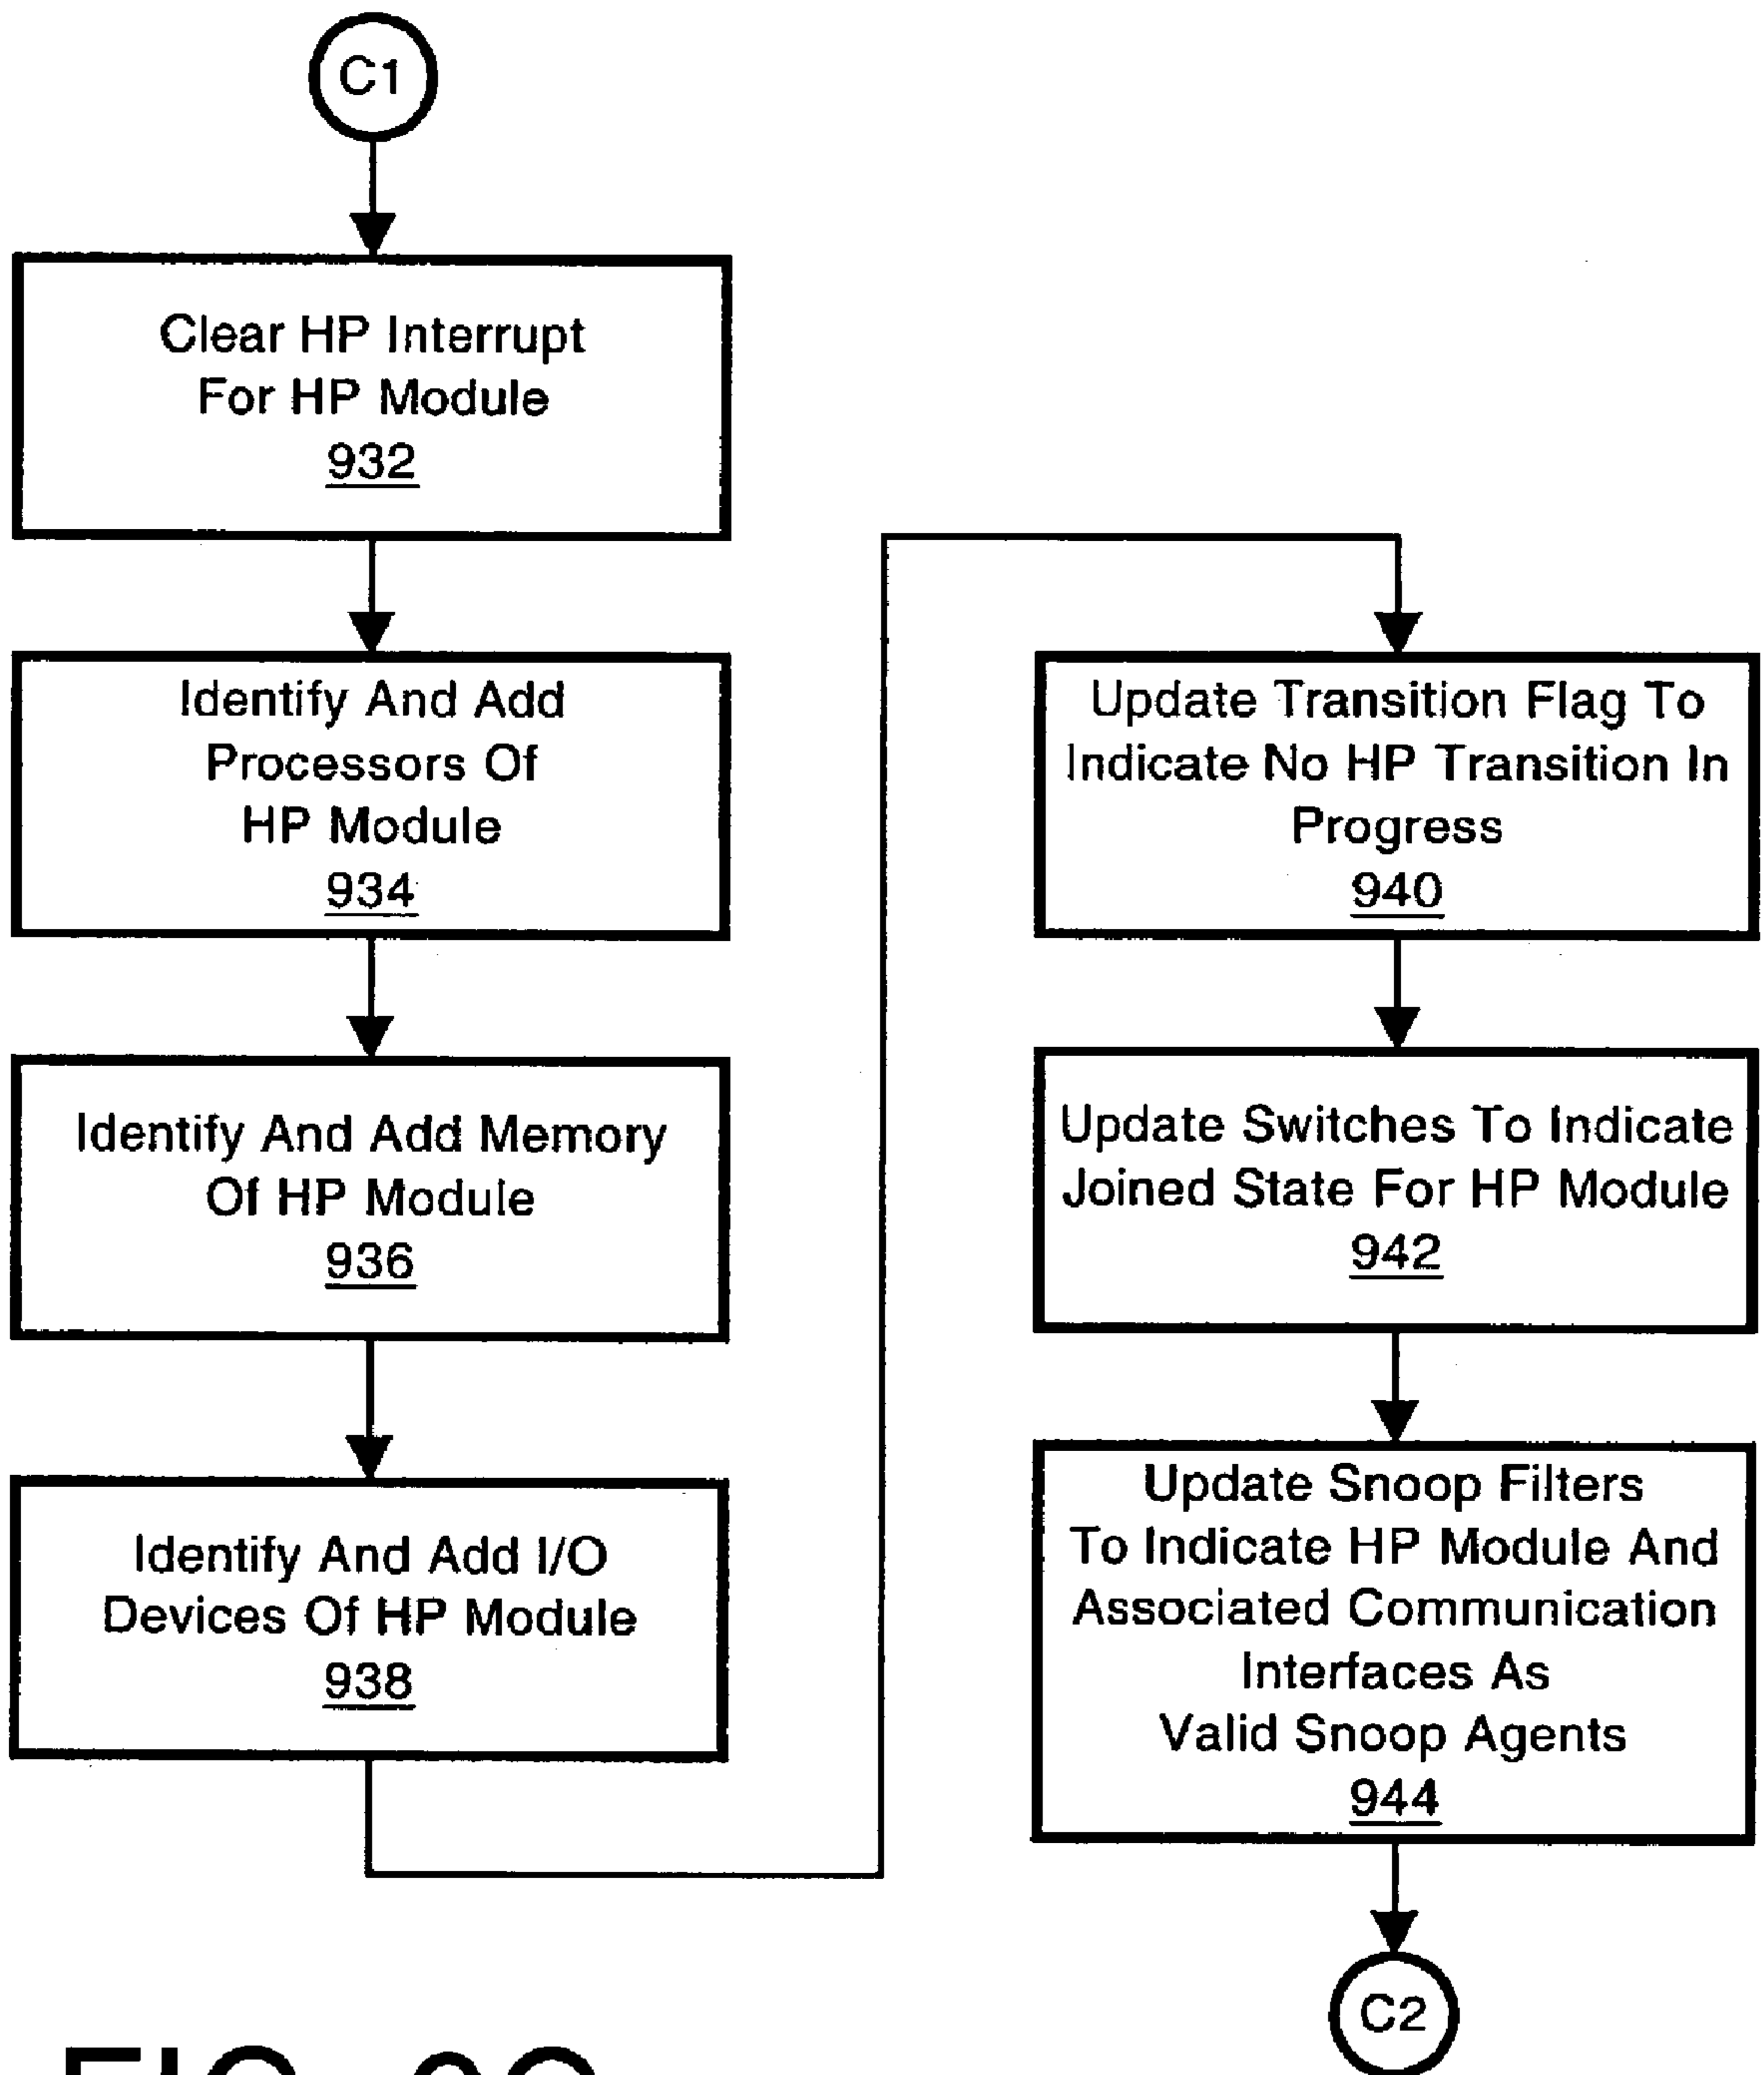 C1
Clear HP Interrupt
For HP Module
932
Identify And Add
Processors Of
HP Module
934
Identify And Add Memory
Of HP Module
936
Identify And Add I/O
Devices Of HP Module
938
Update Transition Flag To
Indicate No HP Transition In
Progress
940
Update Switches To Indicate
Joined State For HP Module
942
Update Snoop Filters
To Indicate HP Module And
Associated Communication
Interfaces As
Valid Snoop Agents
944
C2